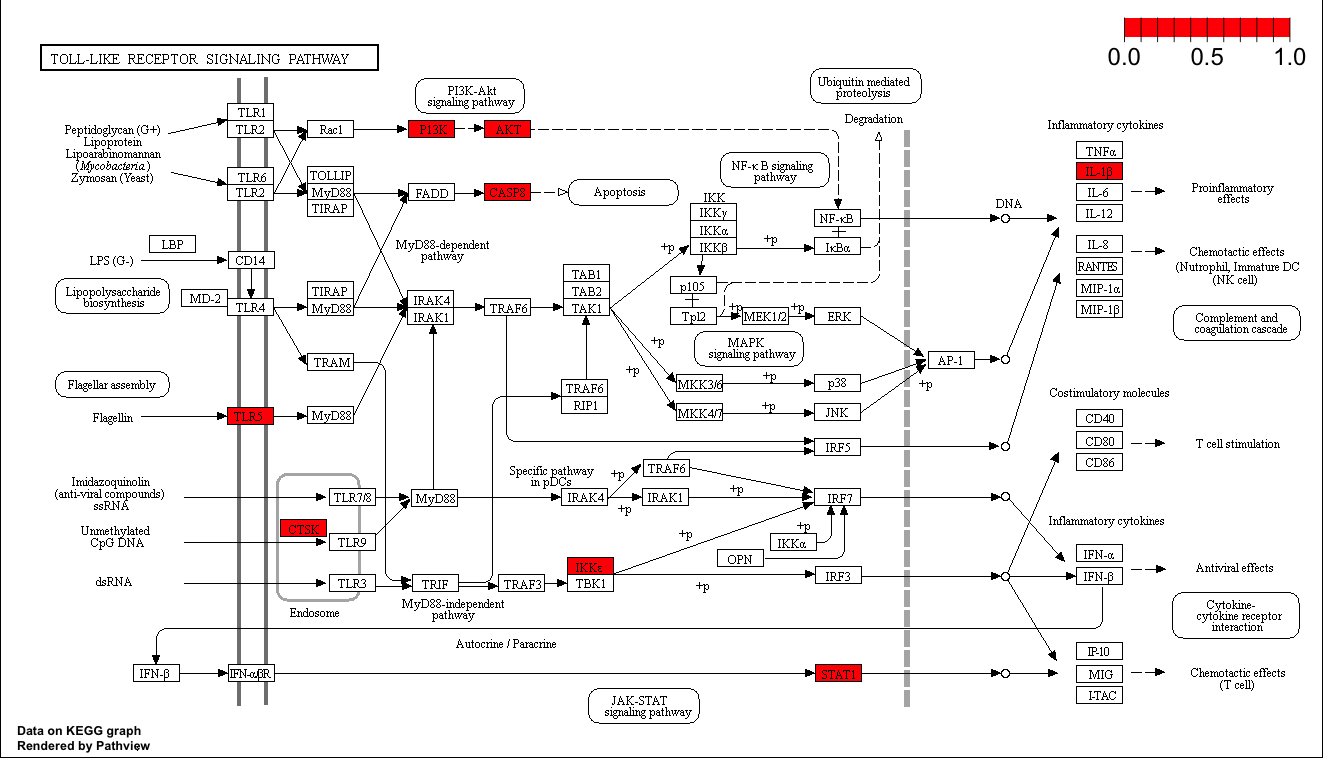 0.0 0.5 1.0
TOLL-LIKE RECEPTOR SIGNALING PATHWAY
PI3K-Akt
signaling pathway
Ubiquitin mediated
proteolysis
Degradation
Peptidoglycan (G+)
Lipoprotein
Lipoarabinomannan
(Mycobacteria)
Zymosan (Yeast)
TLR1
TLR2
TLR6
TLR2
Rac1
PI3K
AKT
TOLLIP
MyD88
TIRAP
FADD
CASP8
Apoptosis
NF-κB signaling
pathway
Inflammatory cytokines
TNFα
IL-1β
IL-6
IL-12
Proinflammatory
effects
IKK
IKKγ
IKKα
IKKβ
+p
+p
NF-κB
+
IκBα
DNA
LBP
LPS (G-)
CD14
MyD88-dependent
pathway
IL-8
RANTES
MIP-1α
MIP-1β
Chemotactic effects
(Nutrophil, Immature DC
(NK cell)
Lipopolysaccharide
biosynthesis
MD-2
TLR4
TIRAP
MyD88
IRAK4
IRAK1
TRAF6
TAB1
TAB2
TAK1
p105
+
Tpl2
+p
MEK1/2
+p
ERK
Complement and
coagulation cascade
MAPK
signaling pathway
AP-1
+p
TRAM
+p
+p
MKK3/6
+p
p38
MKK4/7
+p
JNK
Flagellar assembly
TRAF6
RIP1
Flagellin
TLR5
MyD88
Costimulatory molecules
CD40
CD80
CD86
T cell stimulation
IRF5
Imidazoquinolin
(anti-viral compounds)
ssRNA
TLR7/8
MyD88
Specific pathway
in pDCs
IRAK4
+p
+p
TRAF6
IRAK1
+p
IRF7
Unmethylated
CpG DNA
CTSK
TLR9
+p
+p
IKKα
OPN
Inflammatory cytokines
IFN-α
IFN-β
Antiviral effects
dsRNA
TLR3
TRIF
TRAF3
IKKε
TBK1
+p
IRF3
Endosome
MyD88-independent
pathway
Cytokine-
cytokine receptor
interaction
Autocrine / Paracrine
IFN-β
IFN-αβR
STAT1
IP-10
MIG
I-TAC
Chemotactic effects
(T cell)
JAK-STAT
signaling pathway
Data on KEGG graph
Rendered by Pathview